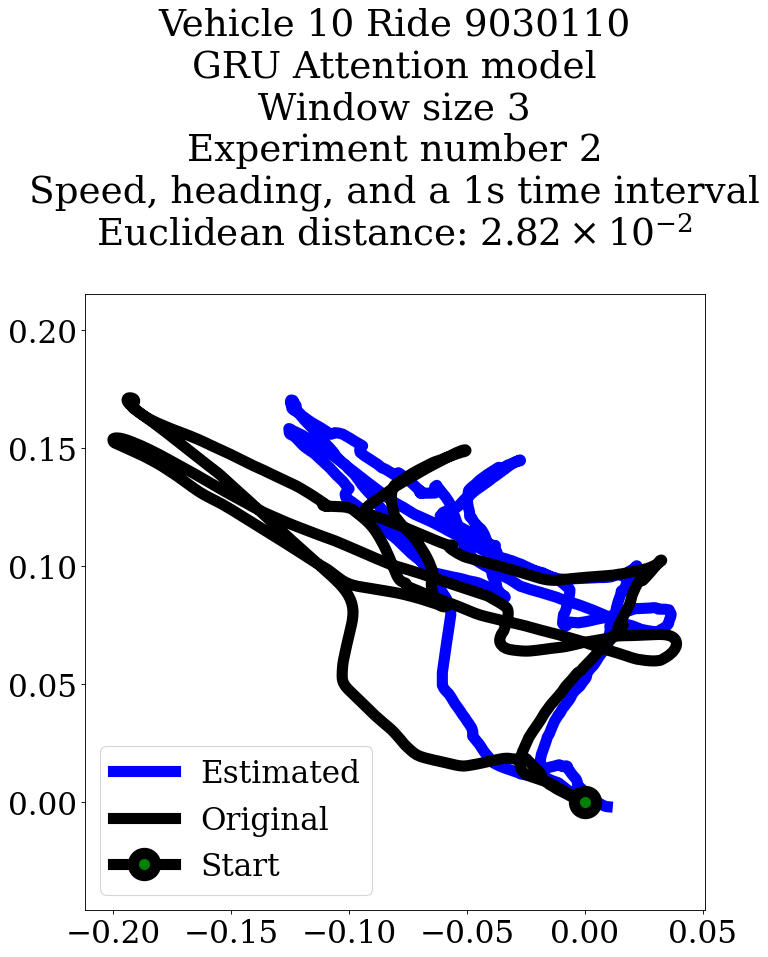 Vehicle 10 Ride 9030110
GRU Attention model
Window size 3
Experiment number 2
Speed, heading, and a 1s time interval
Euclidean distance: 2.82 × 10⁻²
0.20
0.15
0.10
0.05
0.00
Estimated
Original
Start
−0.20 −0.15 −0.10 −0.05 0.00 0.05